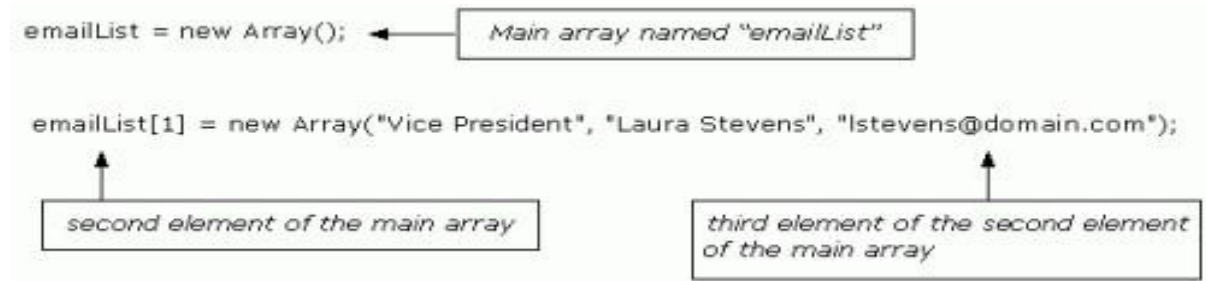 emailList = new Array();
Main array named "emailList"
emailList[1] = new Array("Vice President", "Laura Stevens", "lstevens@domain.com");
second element of the main array
third element of the second element
of the main array